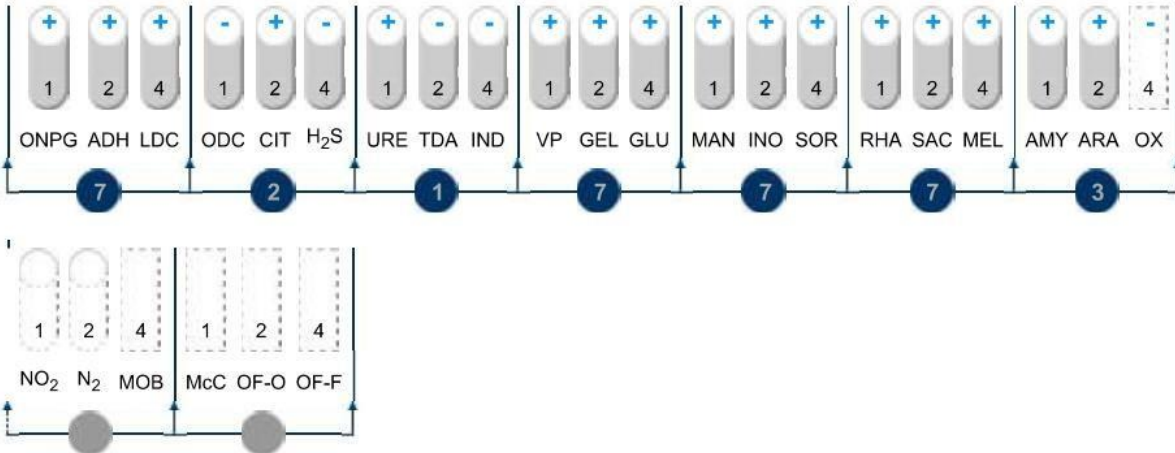 + + + - + - + - - + + + + + + + + + + + -
1 2 4 1 2 4 1 2 4 1 2 4 1 2 4 1 2 4 1 2 4
ONPG ADH LDC ODC CIT H₂S URE TDA IND VP GEL GLU MAN INO SOR RHA SAC MEL AMY ARA OX
7 2 1 7 7 7 3
1 2 4 1 2 4
NO₂ N₂ MOB McC OF-O OF-F